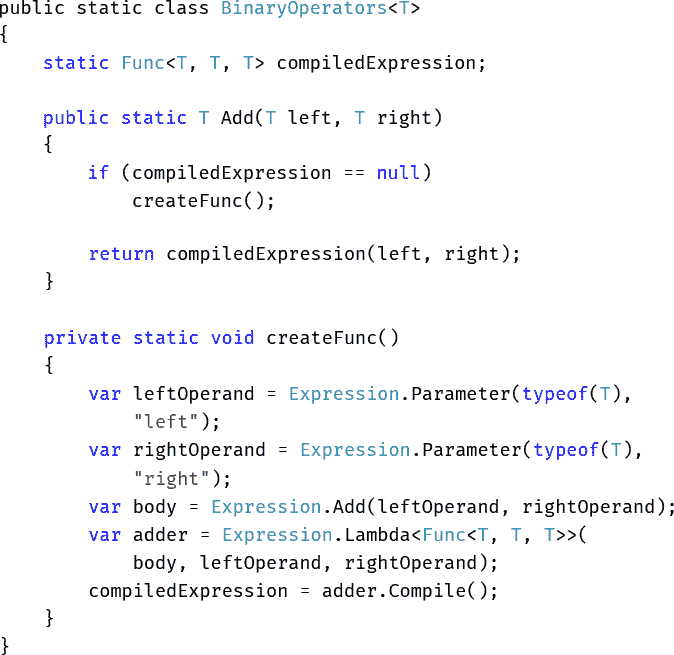 public static class BinaryOperators<T>
{
    static Func<T, T, T> compiledExpression;

    public static T Add(T left, T right)
    {
        if (compiledExpression == null)
            createFunc();

        return compiledExpression(left, right);
    }

    private static void createFunc()
    {
        var leftOperand = Expression.Parameter(typeof(T),
            "left");
        var rightOperand = Expression.Parameter(typeof(T),
            "right");
        var body = Expression.Add(leftOperand, rightOperand);
        var adder = Expression.Lambda<Func<T, T, T>>(
            body, leftOperand, rightOperand);
        compiledExpression = adder.Compile();
    }
}